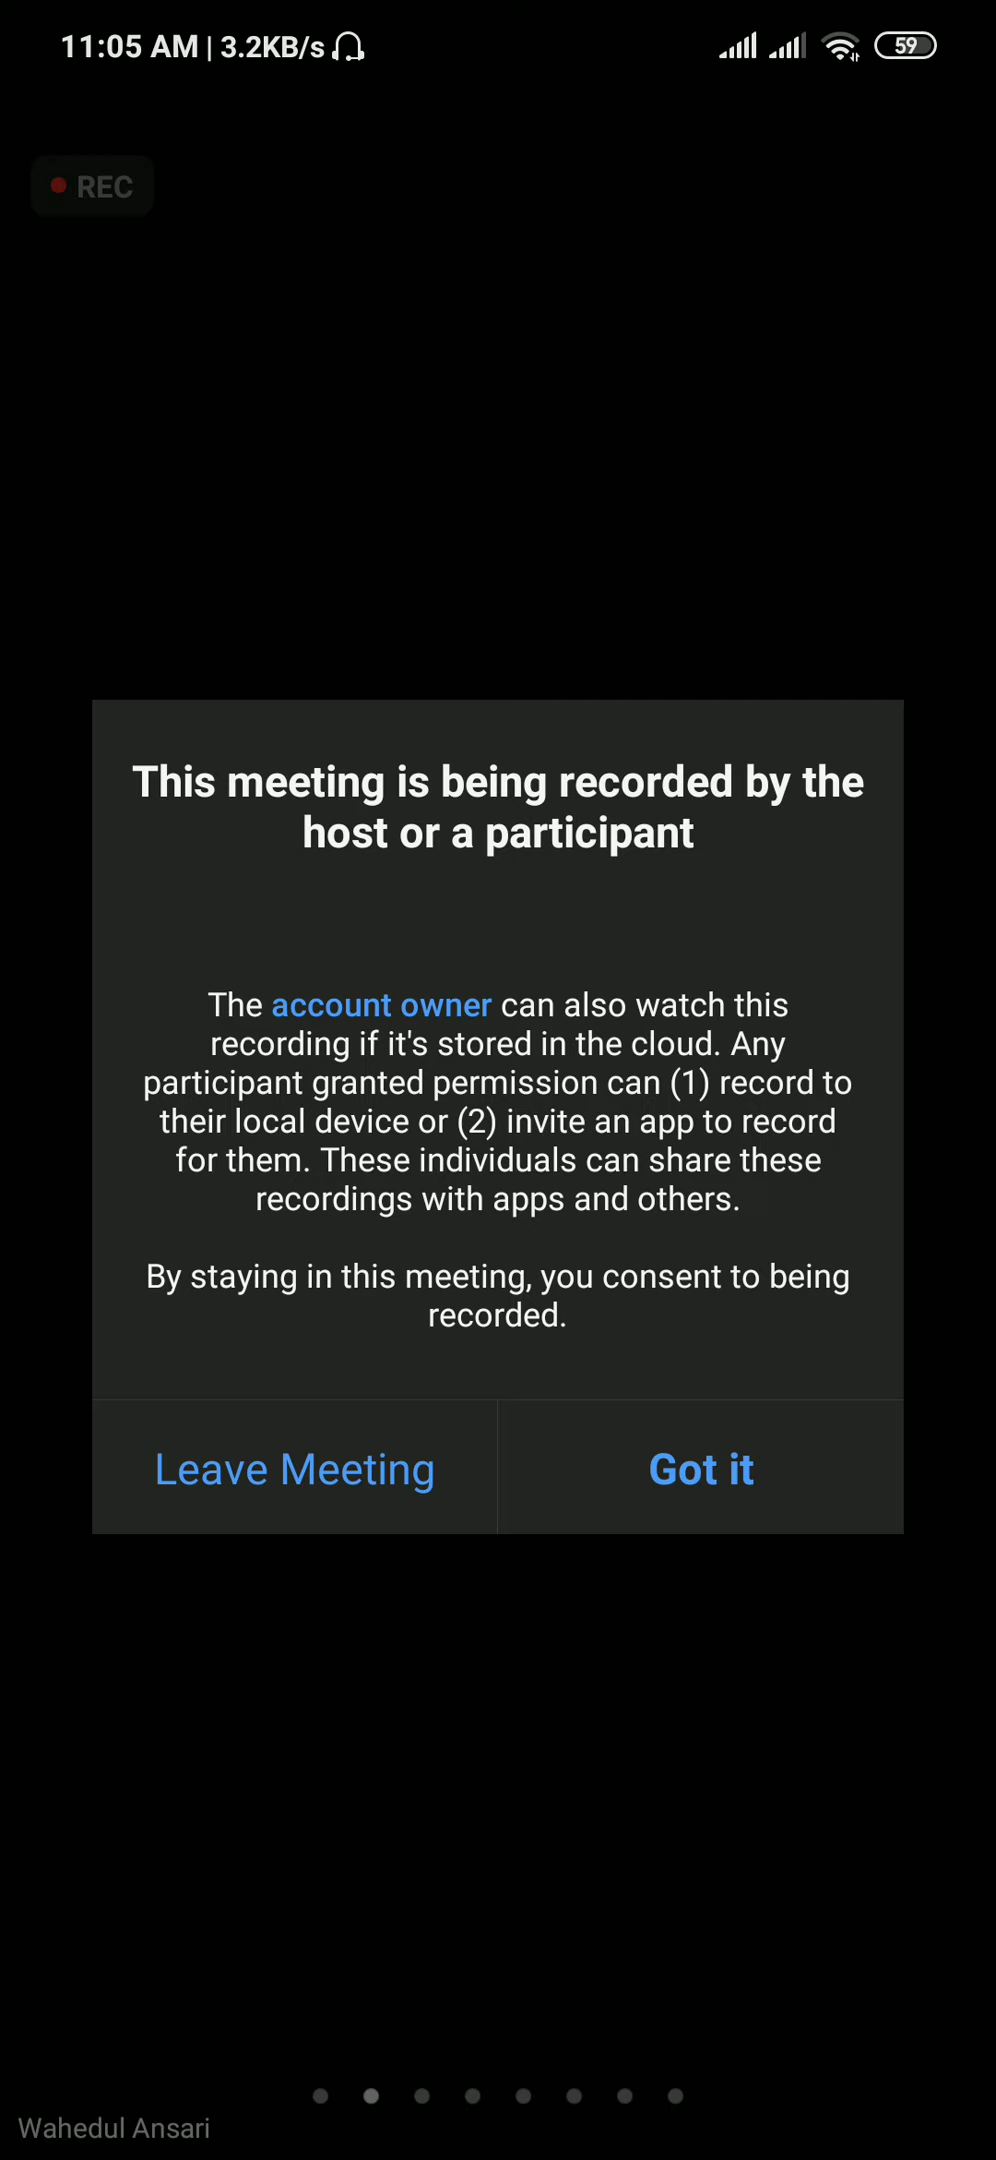 11:05 AM | 3.2KB/s
59
REC
This meeting is being recorded by the
host or a participant
The account owner can also watch this
recording if it's stored in the cloud. Any
participant granted permission can (1) record to
their local device or (2) invite an app to record
for them. These individuals can share these
recordings with apps and others.
By staying in this meeting, you consent to being
recorded.
Leave Meeting
Got it
Wahedul Ansari